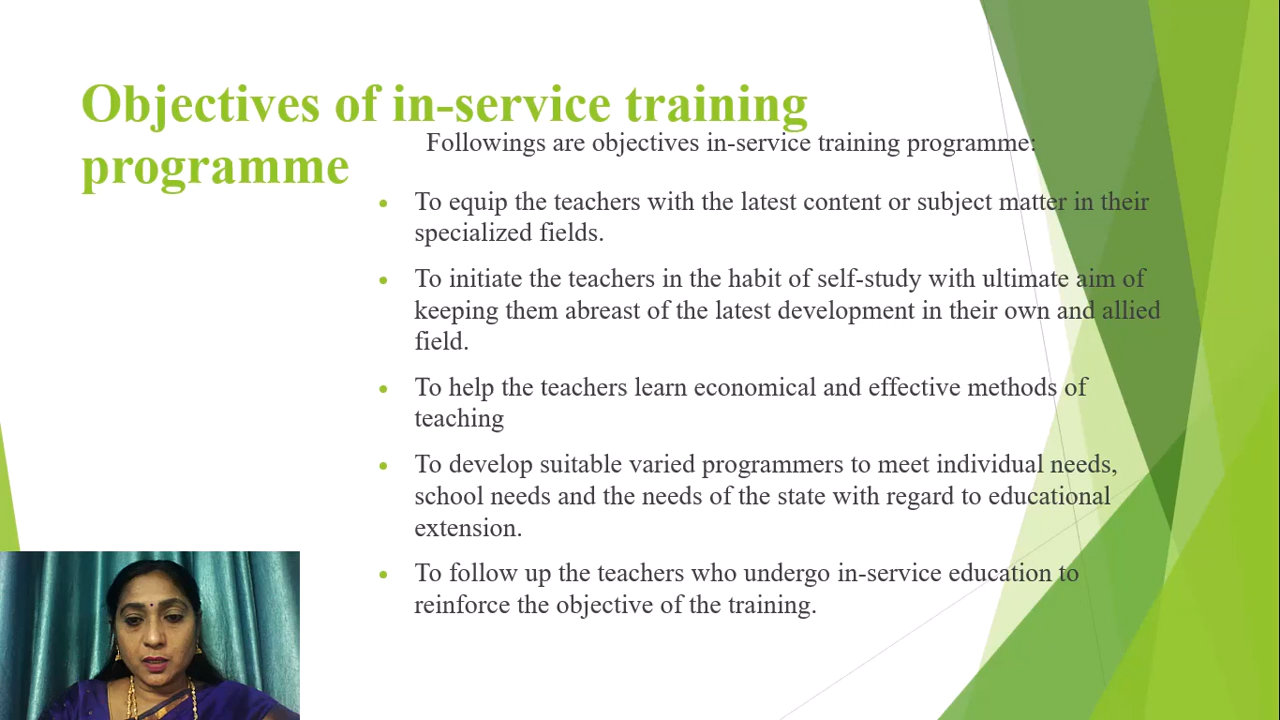 Objectives of in-service training
programme
Followings are objectives in-service training programme:
To equip the teachers with the latest content or subject matter in their
specialized fields.
To initiate the teachers in the habit of self-study with ultimate aim of
keeping them abreast of the latest development in their own and allied
field.
To help the teachers learn economical and effective methods of
teaching
To develop suitable varied programmers to meet individual needs,
school needs and the needs of the state with regard to educational
extension.
To follow up the teachers who undergo in-service education to
reinforce the objective of the training.